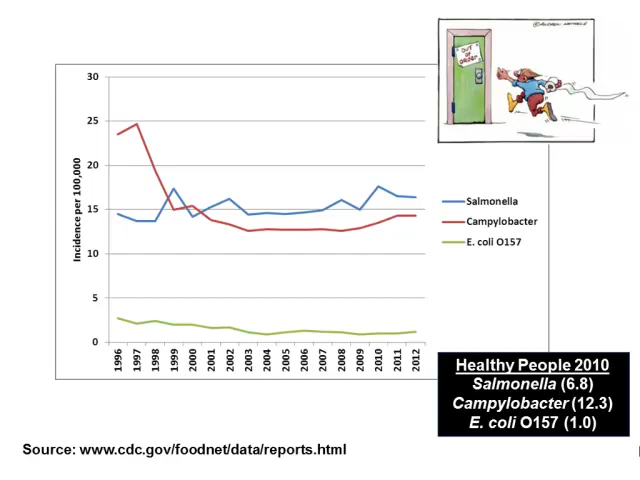 ©ANDREW
OUT
OF
ORDER
30
25
20
15
10
5
0
Incidence per 100,000
1996
1997
1998
1999
2000
2001
2002
2003
2004
2005
2006
2007
2008
2009
2010
2011
2012
Salmonella
Campylobacter
E. coli O157
Healthy People 2010
Salmonella (6.8)
Campylobacter (12.3)
E. coli O157 (1.0)
Source: www.cdc.gov/foodnet/data/reports.html